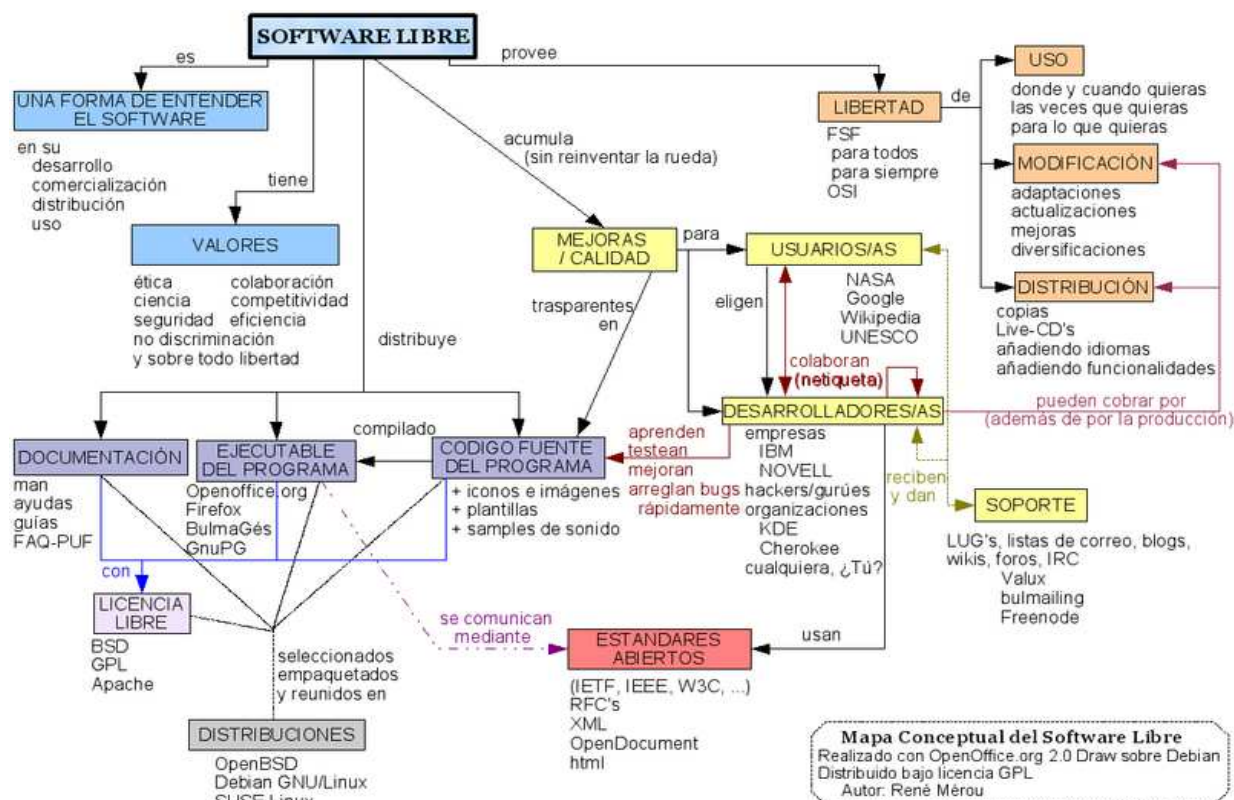 SOFTWARE LIBRE
es
provee
UNA FORMA DE ENTENDER
EL SOFTWARE
en su
desarrollo
comercialización
distribución
uso
tiene
VALORES
ética colaboración
ciencia competitividad
seguridad eficiencia
no discriminación
y sobre todo libertad
acumula
(sin reinventar la rueda)
LIBERTAD
FSF
para todos
para siempre
OSI
de
USO
donde y cuando quieras
las veces que quieras
para lo que quieras
MODIFICACIÓN
adaptaciones
actualizaciones
mejoras
diversificaciones
DISTRIBUCIÓN
copias
Live-CD's
añadiendo idiomas
añadiendo funcionalidades
MEJORAS
/ CALIDAD
para
USUARIOS/AS
NASA
Google
Wikipedia
UNESCO
trasparentes
en
eligen
colaboran
(netiqueta)
distribuye
DESARROLLADORES/AS
empresas
IBM
NOVELL
hackers/gurúes
organizaciones
KDE
Cherokee
cualquiera, ¿Tú?
pueden cobrar por
(además de por la producción)
reciben
y dan
SOPORTE
LUG's, listas de correo, blogs,
wikis, foros, IRC
Valux
bulmailing
Freenode
aprenden
testean
mejoran
arreglan bugs
rápidamente
DOCUMENTACIÓN
man
ayudas
guías
FAQ-PUF
EJECUTABLE
DEL PROGRAMA
Openoffice.org
Firefox
BulmaGés
GnuPG
compilado
CODIGO FUENTE
DEL PROGRAMA
+ iconos e imágenes
+ plantillas
+ samples de sonido
con
LICENCIA
LIBRE
BSD
GPL
Apache
seleccionados
empaquetados
y reunidos en
se comunican
mediante
ESTANDARES
ABIERTOS
usan
(IETF, IEEE, W3C, ...)
RFC's
XML
OpenDocument
html
DISTRIBUCIONES
OpenBSD
Debian GNU/Linux
SUSE Linux
Mapa Conceptual del Software Libre
Realizado con OpenOffice.org 2.0 Draw sobre Debian
Distribuido bajo licencia GPL
Autor: René Mérou